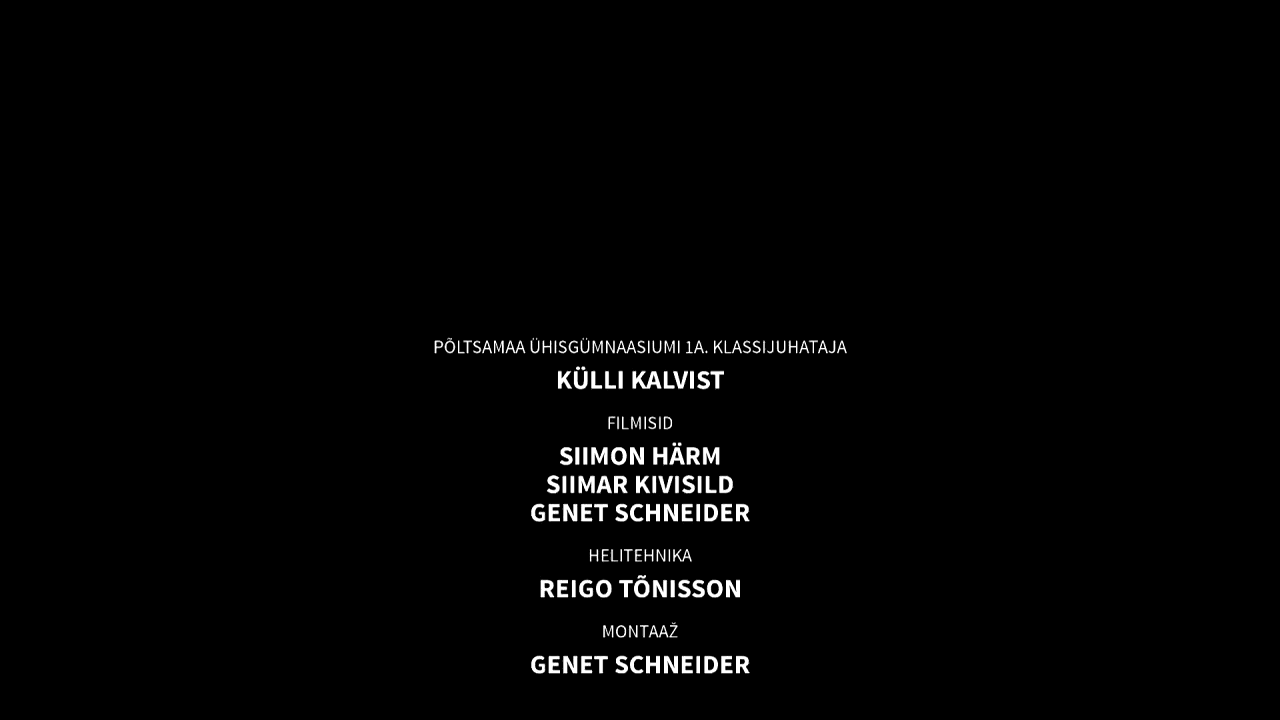 PÕLTSAMAA ÜHISGÜMNAASIUMI 1A. KLASSIJUHATAJA
KÜLLI KALVIST
FILMISID
SIIMON HÄRM
SIIMAR KIVISILD
GENET SCHNEIDER
HELITEHNIKA
REIGO TÕNISSON
MONTAAŽ
GENET SCHNEIDER